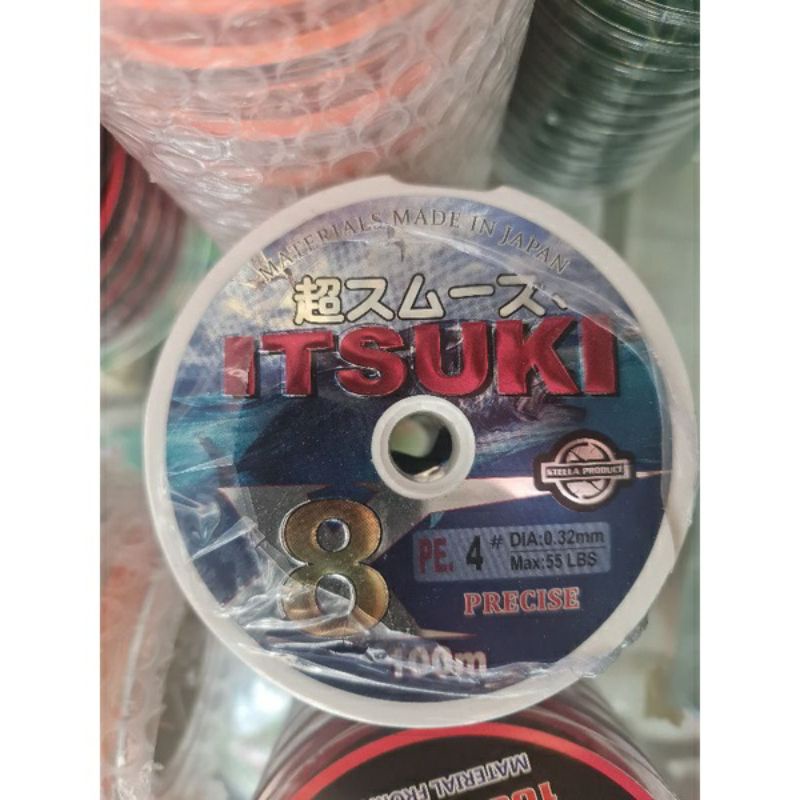 MATERIALS MADE IN JAPAN
超スムーズ、
ITSUKI
STELLA PRODUCT
X8
PE. 4 #
DIA:0.32mm
Max:55 LBS
PRECISE
100m
MATERIAL FROM